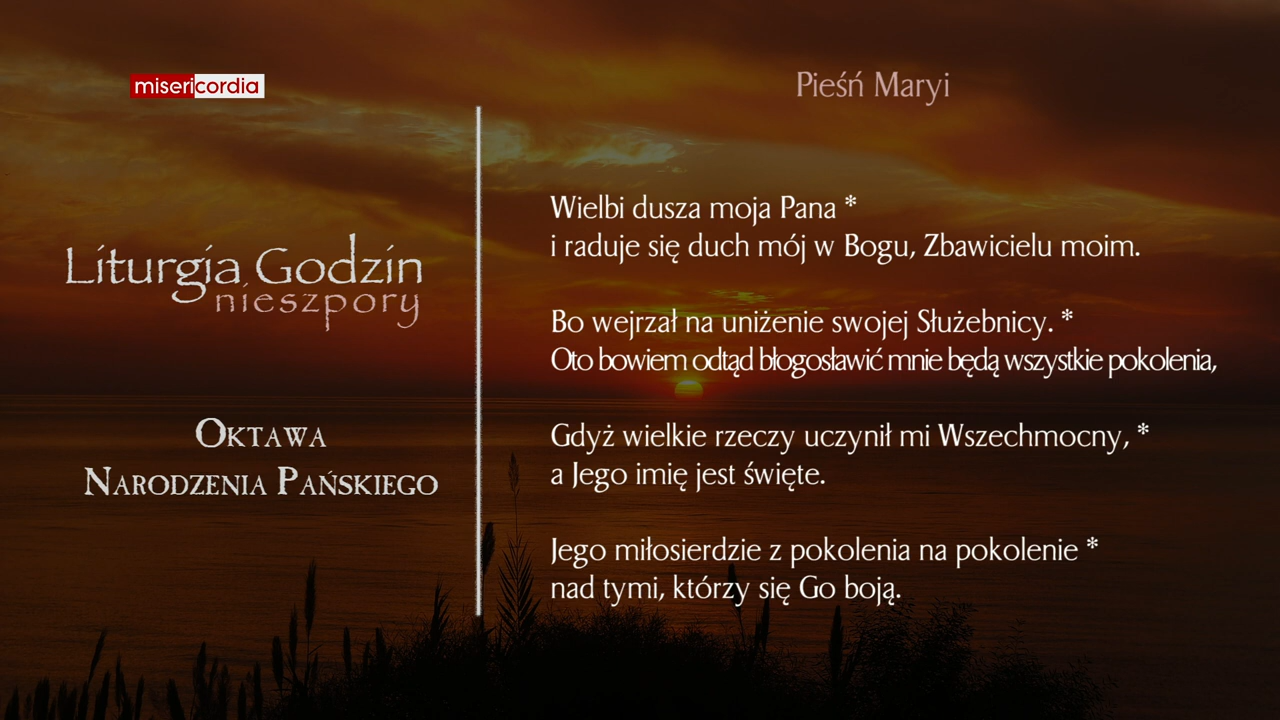 misericordia
Liturgia Godzin
nieszpory
Oktawa
Narodzenia Pańskiego
Pieśń Maryi
Wielbi dusza moja Pana *
i raduje się duch mój w Bogu, Zbawicielu moim.
Bo wejrzał na uniżenie swojej Służebnicy. *
Oto bowiem odtąd błogosławić mnie będą wszystkie pokolenia,
Gdyż wielkie rzeczy uczynił mi Wszechmocny, *
a Jego imię jest święte.
Jego miłosierdzie z pokolenia na pokolenie *
nad tymi, którzy się Go boją.